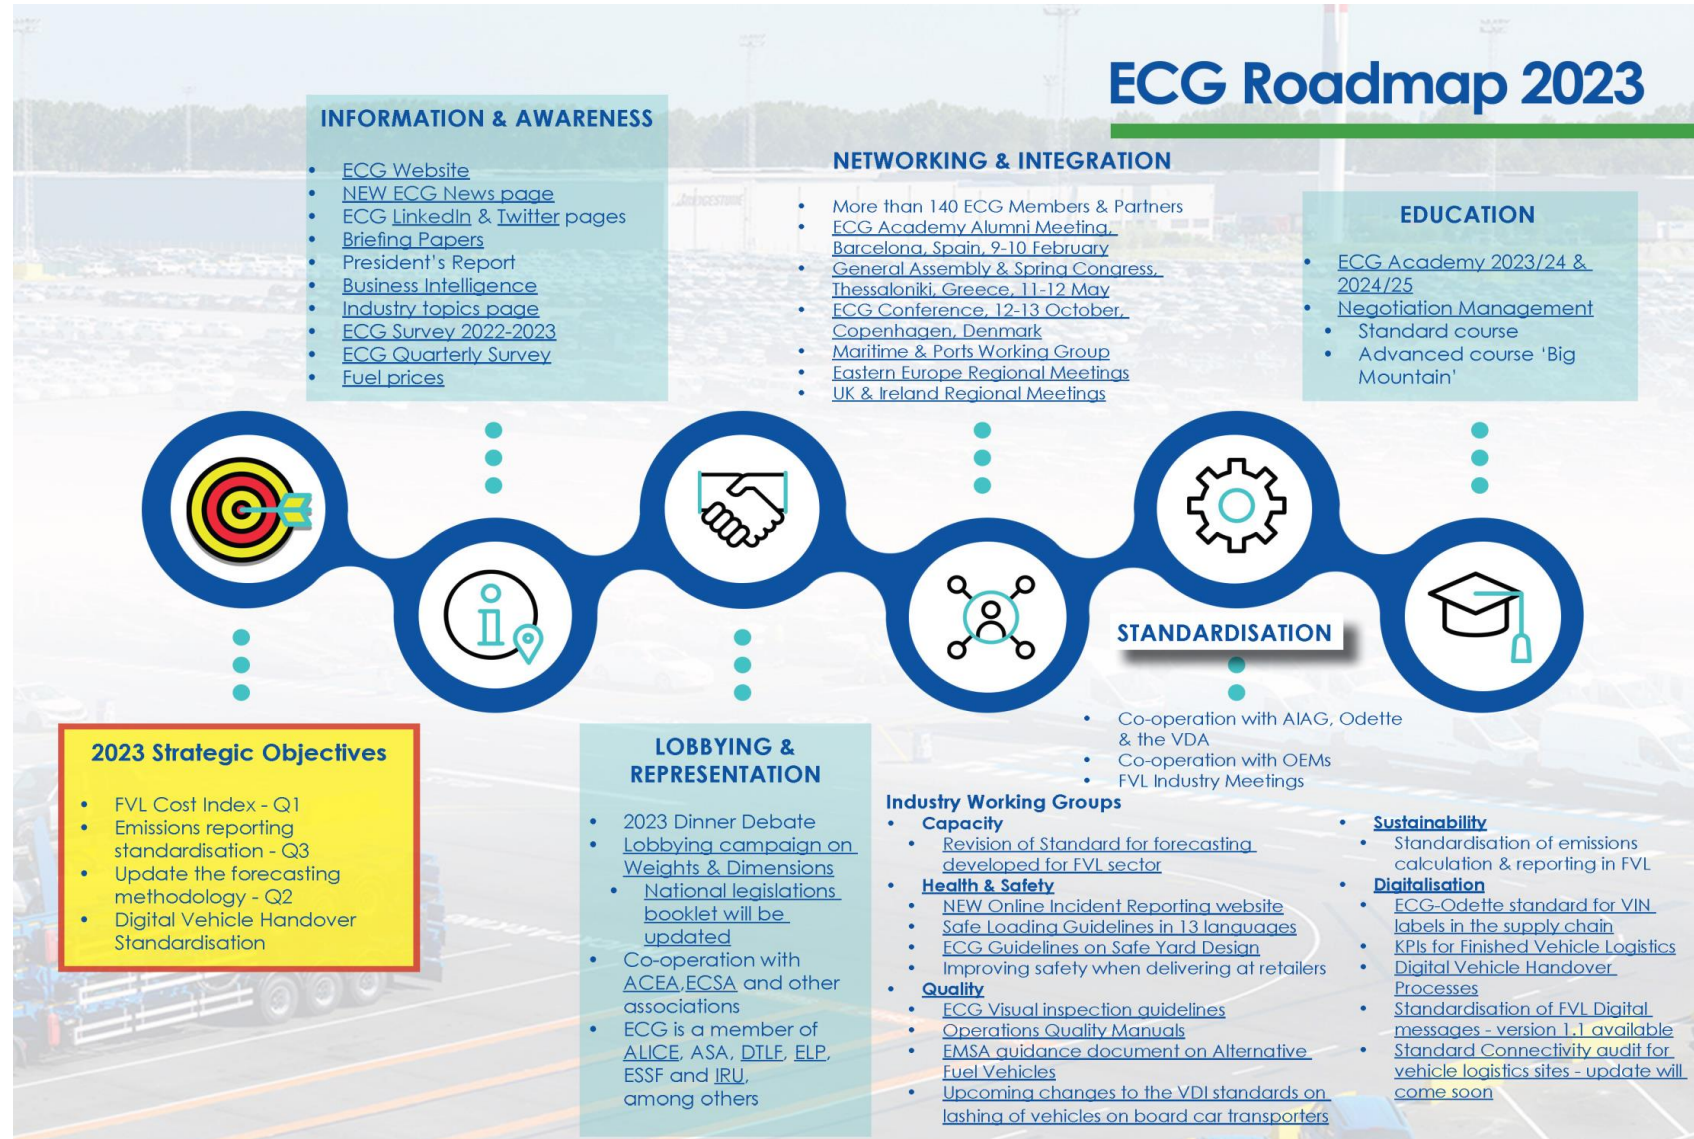 ECG Roadmap 2023
INFORMATION & AWARENESS
• ECG Website
• NEW ECG News page
• ECG LinkedIn & Twitter pages
• Briefing Papers
• President's Report
• Business Intelligence
• Industry topics page
• ECG Survey 2022-2023
• ECG Quarterly Survey
• Fuel prices
NETWORKING & INTEGRATION
• More than 140 ECG Members & Partners
• ECG Academy Alumni Meeting,
Barcelona, Spain, 9-10 February
• General Assembly & Spring Congress,
Thessaloniki, Greece, 11-12 May
• ECG Conference, 12-13 October,
Copenhagen, Denmark
• Maritime & Ports Working Group
• Eastern Europe Regional Meetings
• UK & Ireland Regional Meetings
EDUCATION
• ECG Academy 2023/24 &
2024/25
• Negotiation Management
• Standard course
• Advanced course 'Big
Mountain'
2023 Strategic Objectives
• FVL Cost Index - Q1
• Emissions reporting
standardisation - Q3
• Update the forecasting
methodology - Q2
• Digital Vehicle Handover
Standardisation
LOBBYING &
REPRESENTATION
• 2023 Dinner Debate
• Lobbying campaign on
Weights & Dimensions
• National legislations
booklet will be
updated
• Co-operation with
ACEA,ECSA and other
associations
• ECG is a member of
ALICE, ASA, DTLF, ELP,
ESSF and IRU,
among others
STANDARDISATION
• Co-operation with AIAG, Odette
& the VDA
• Co-operation with OEMs
• FVL Industry Meetings
Industry Working Groups
• Capacity
• Revision of Standard for forecasting
developed for FVL sector
• Health & Safety
• NEW Online Incident Reporting website
• Safe Loading Guidelines in 13 languages
• ECG Guidelines on Safe Yard Design
• Improving safety when delivering at retailers
• Quality
• ECG Visual inspection guidelines
• Operations Quality Manuals
• EMSA guidance document on Alternative
Fuel Vehicles
• Upcoming changes to the VDI standards on
lashing of vehicles on board car transporters
• Sustainability
• Standardisation of emissions
calculation & reporting in FVL
• Digitalisation
• ECG-Odette standard for VIN
labels in the supply chain
• KPIs for Finished Vehicle Logistics
• Digital Vehicle Handover
Processes
• Standardisation of FVL Digital
messages - version 1.1 available
• Standard Connectivity audit for
vehicle logistics sites - update will
come soon